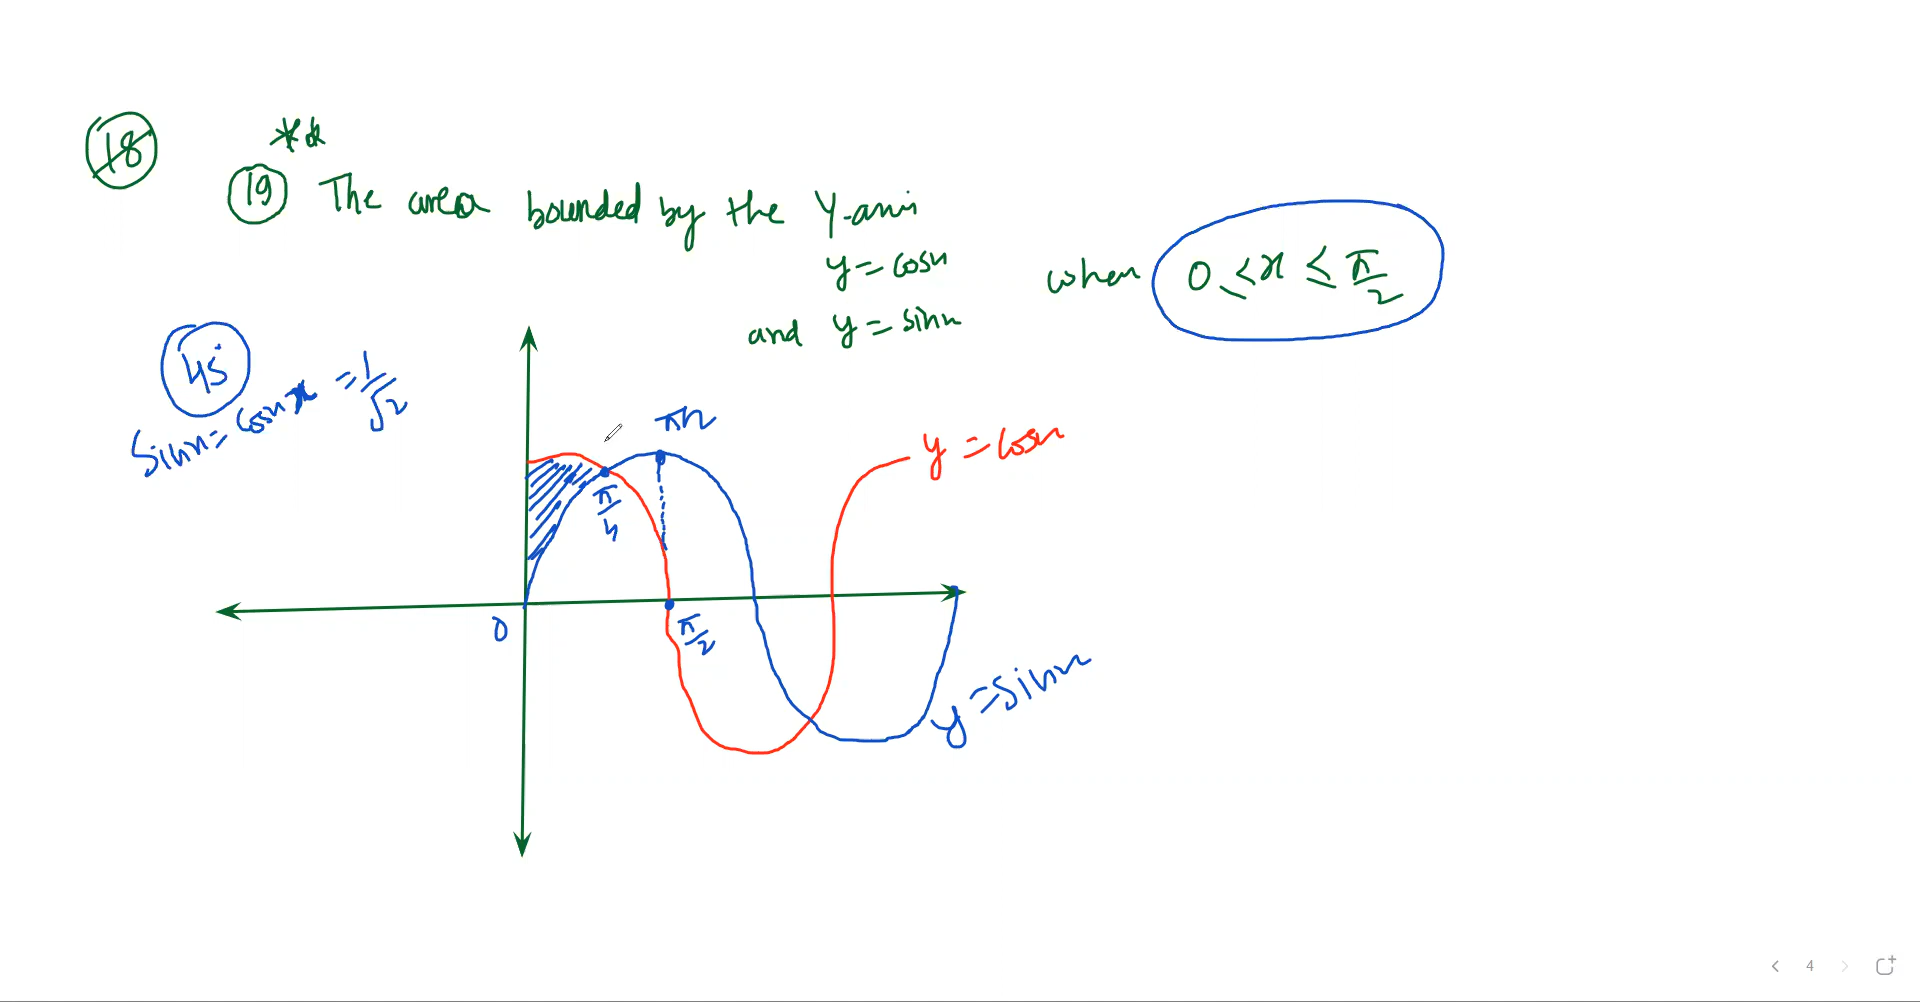 18
**
19 The area bounded by the Y-axis
y = cosx
when 0 ≤ x ≤ π/2
and y = sinx
45°
sinx = cosx = 1/√2
π/2
y = cosx
π/4
0
π/2
y = sinx
4